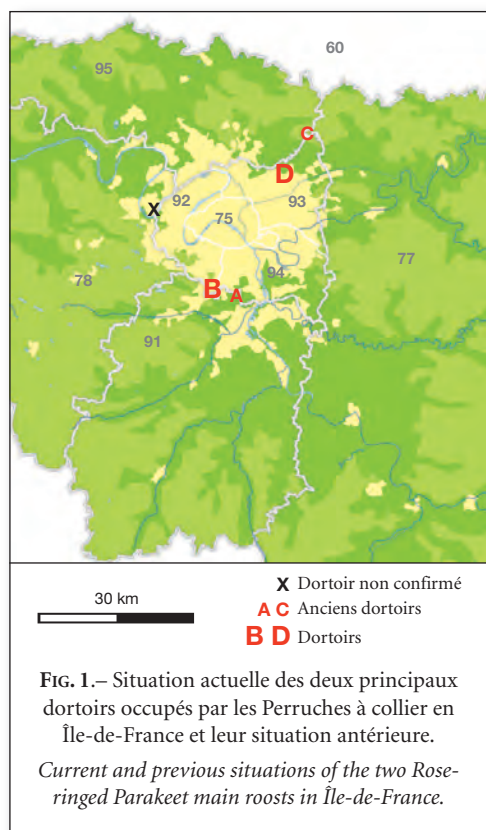 60
95
C
D
92
93
X
75
77
94
78
B
A
91
30 km
X Dortoir non confirmé
A C Anciens dortoirs
B D Dortoirs
FIG. 1.– Situation actuelle des deux principaux
dortoirs occupés par les Perruches à collier en
Île-de-France et leur situation antérieure.
Current and previous situations of the two Rose-
ringed Parakeet main roosts in Île-de-France.